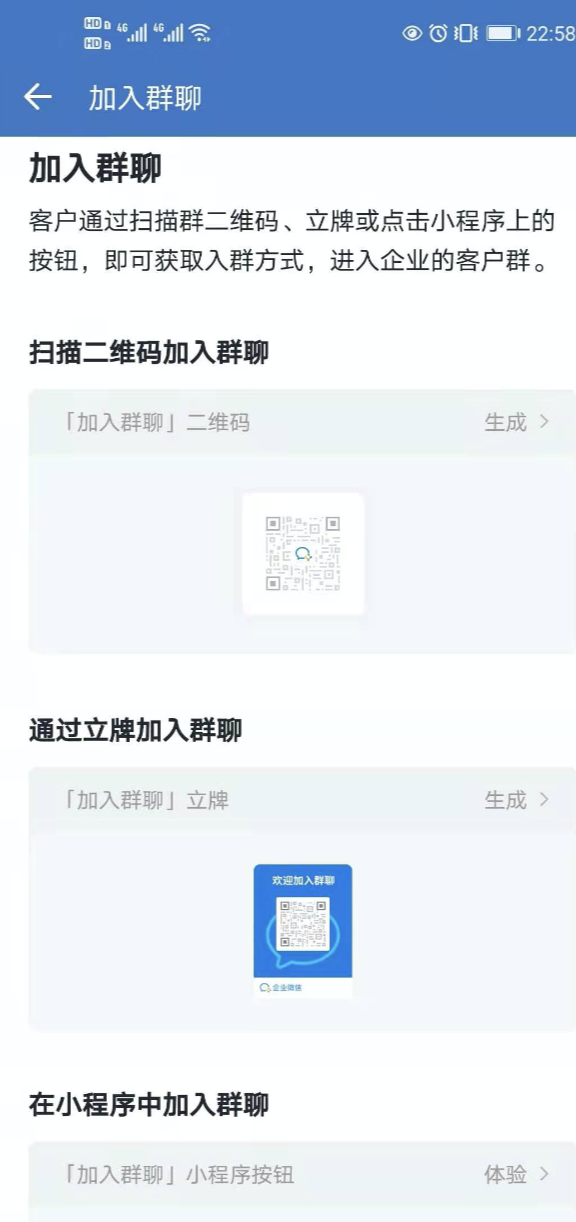 HD 1 4G 4G 22:58
HD 2
加入群聊
加入群聊
客户通过扫描群二维码、立牌或点击小程序上的
按钮，即可获取入群方式，进入企业的客户群。
扫描二维码加入群聊
「加入群聊」二维码 生成
通过立牌加入群聊
「加入群聊」立牌 生成
欢迎加入群聊
企业微信
在小程序中加入群聊
「加入群聊」小程序按钮 体验